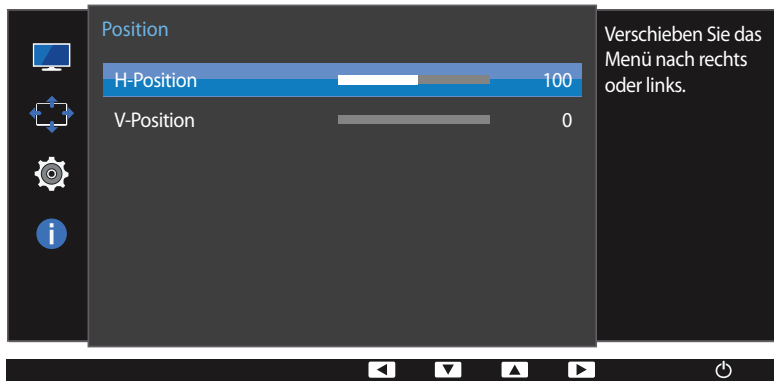 Position
H-Position 100
V-Position 0
Verschieben Sie das
Menü nach rechts
oder links.